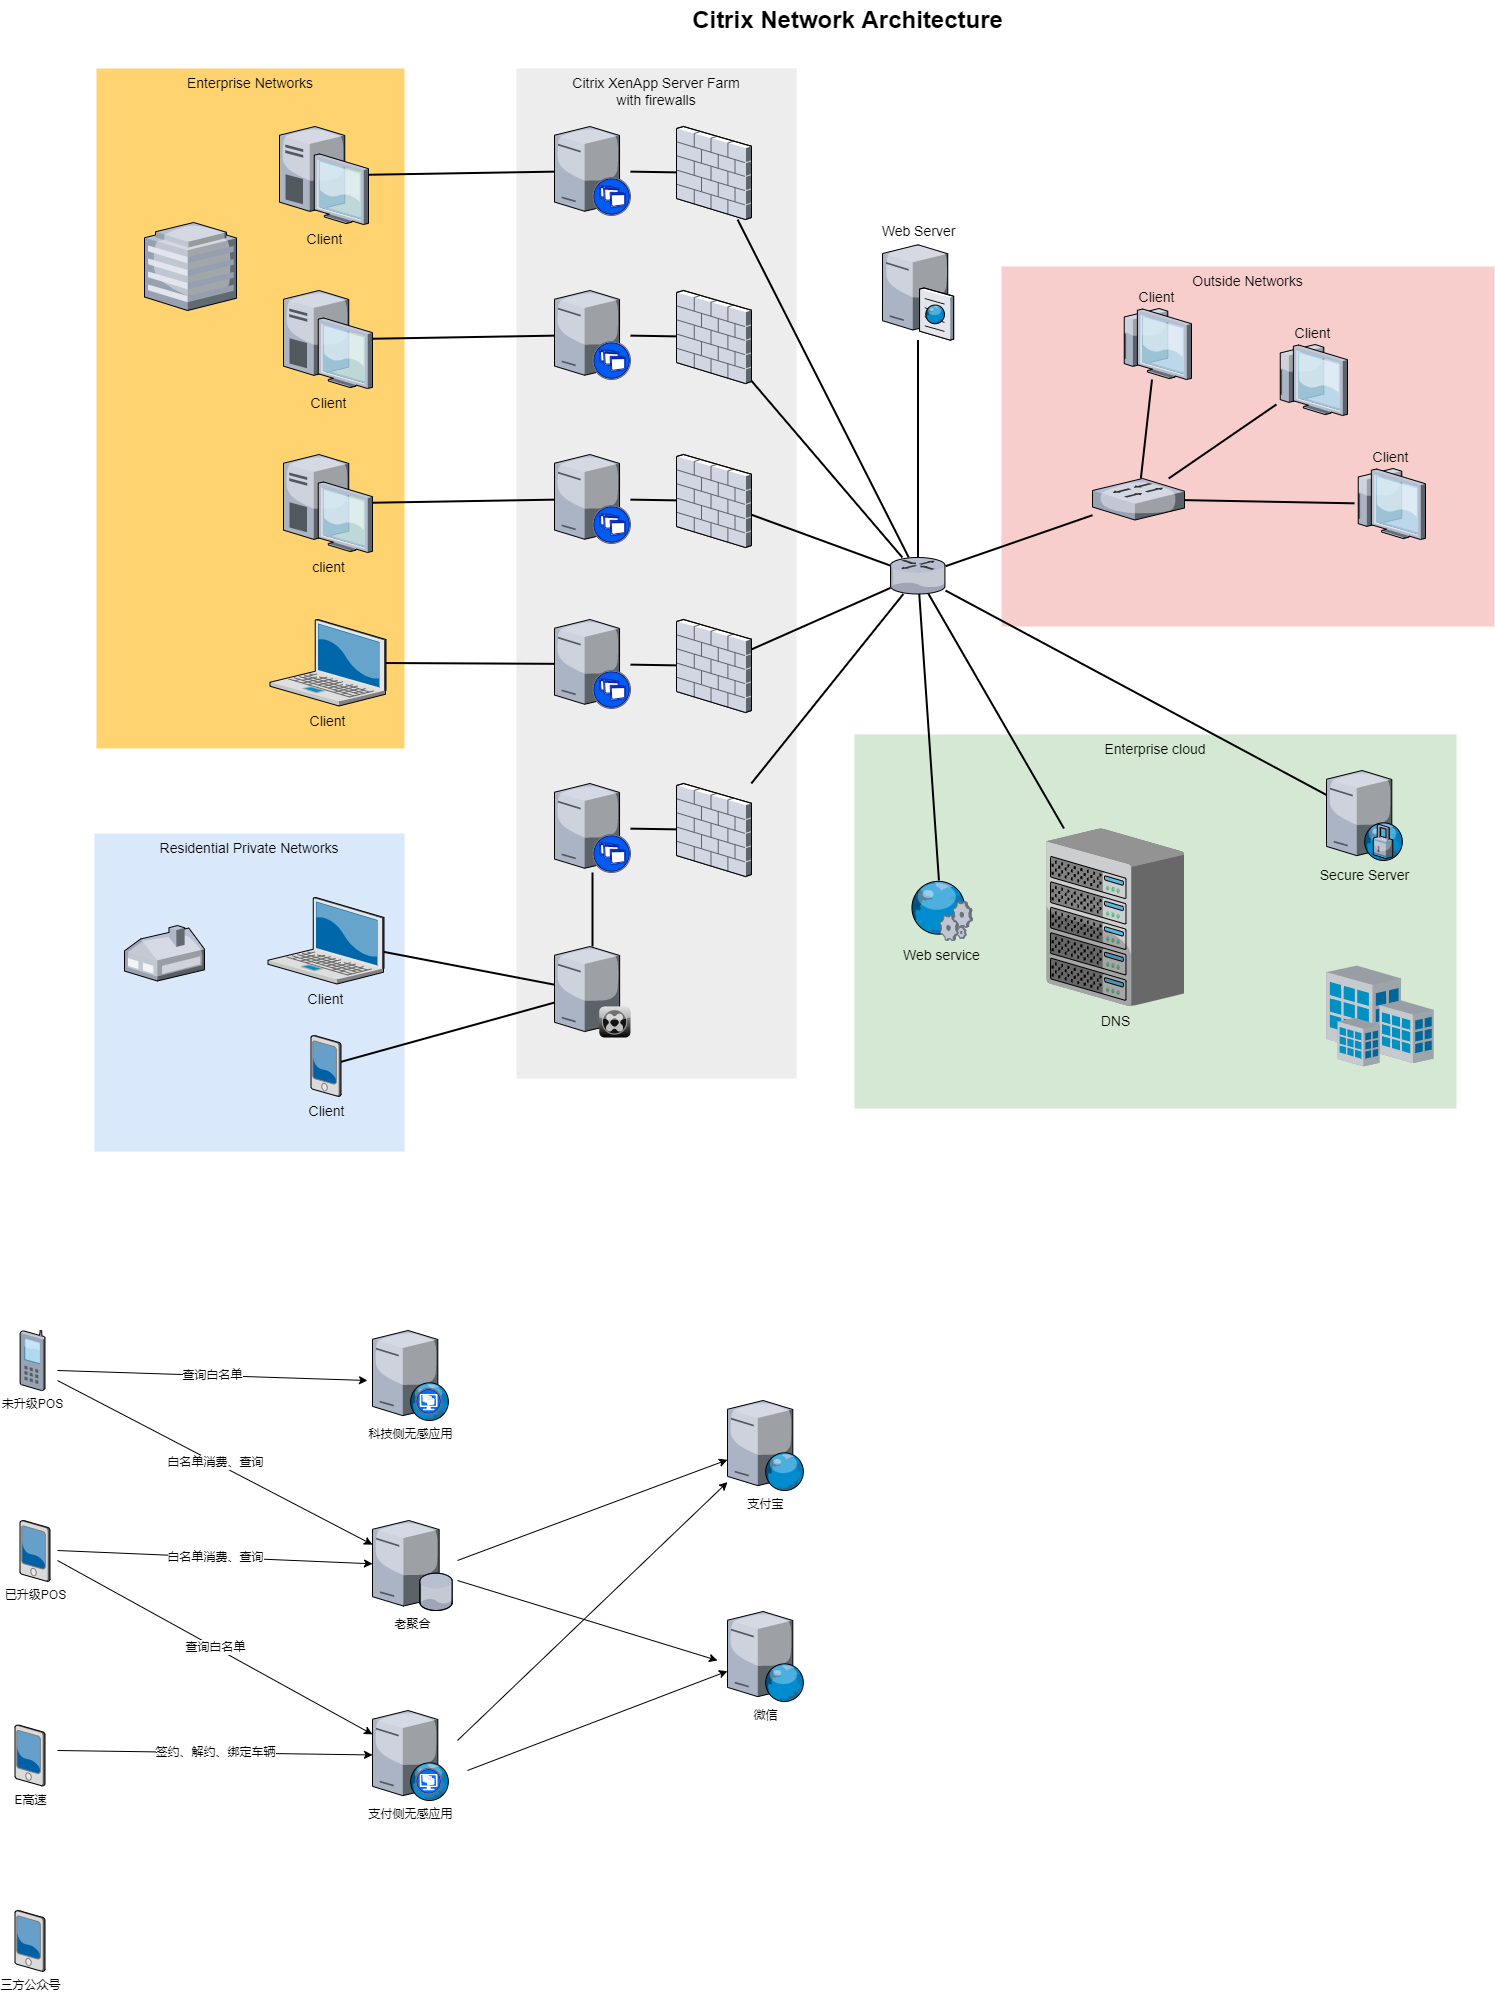 Citrix Network Architecture
Enterprise Networks
Client
Client
client
Client
Citrix XenApp Server Farm
with firewalls
Web Server
Outside Networks
Client
Client
Client
Residential Private Networks
Client
Client
Enterprise cloud
Secure Server
Web service
DNS
未升级POS
查询白名单
科技侧无感应用
白名单消费、查询
支付宝
已升级POS
白名单消费、查询
老聚合
查询白名单
微信
E高速
签约、解约、绑定车辆
支付侧无感应用
三方公众号